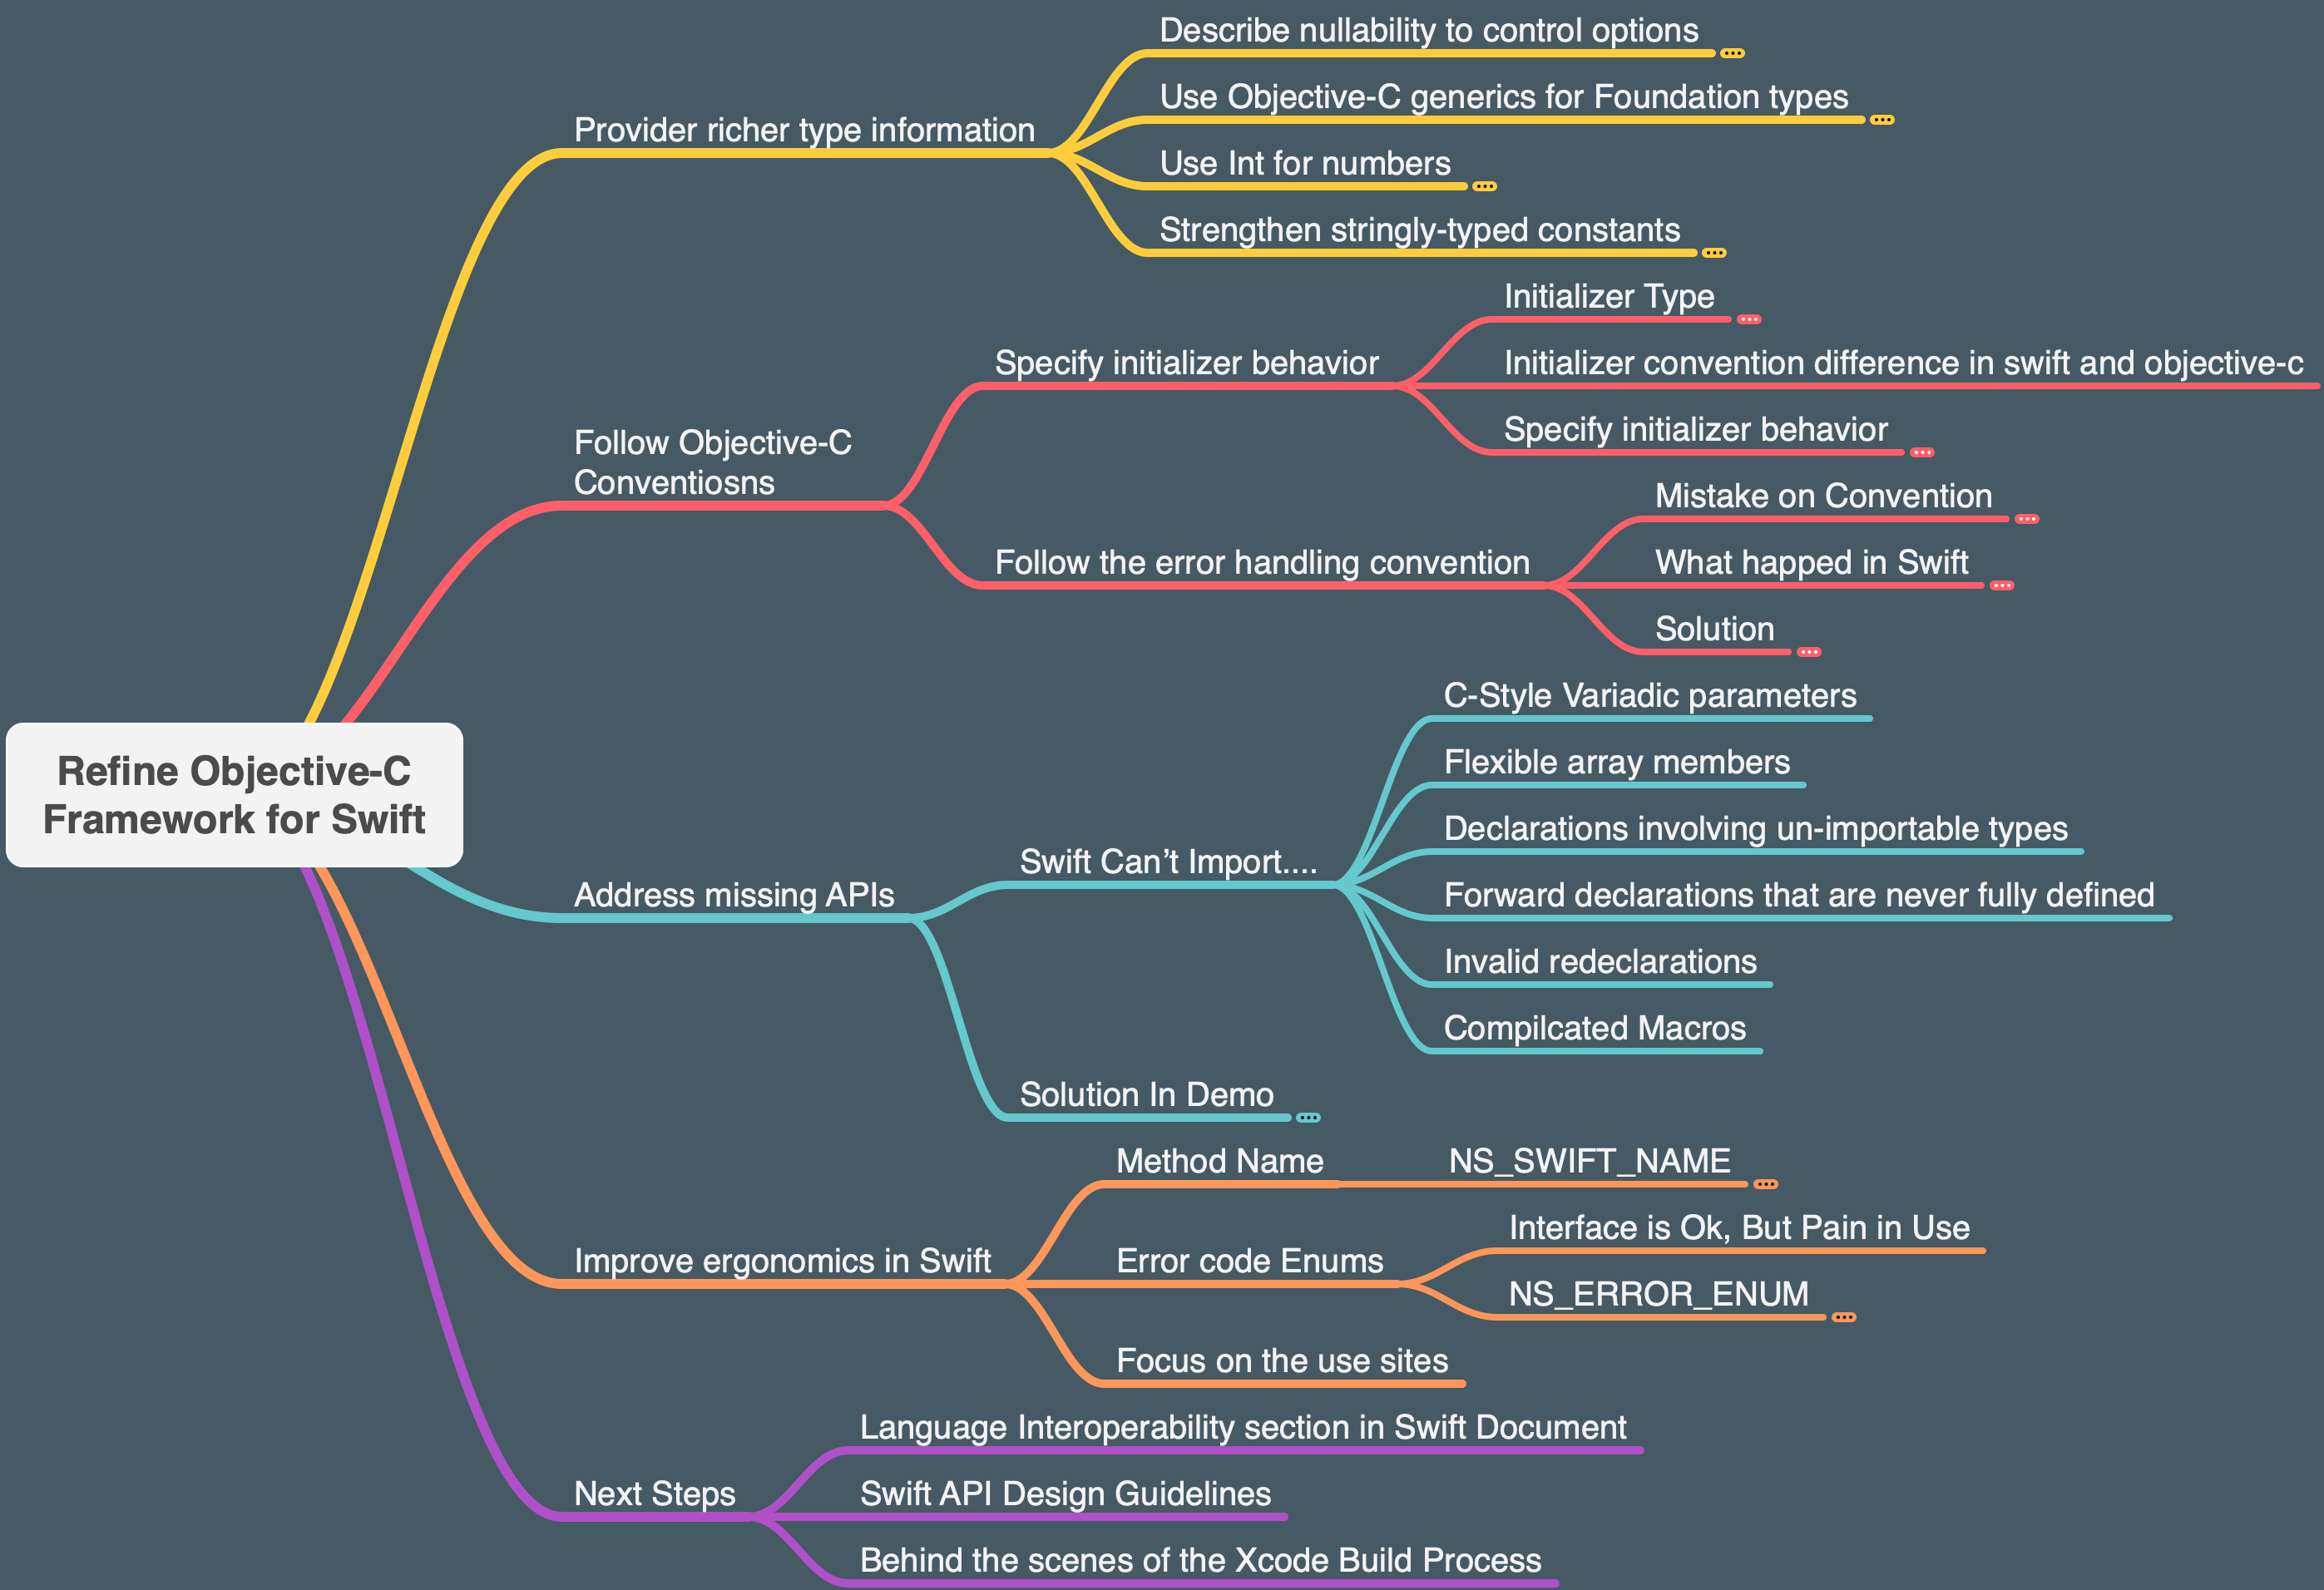 Describe nullability to control options
Use Objective-C generics for Foundation types
Provider richer type information
Use Int for numbers
Strengthen stringly-typed constants
Initializer Type
Specify initializer behavior
Initializer convention difference in swift and objective-c
Specify initializer behavior
Follow Objective-C
Conventiosns
Mistake on Convention
Follow the error handling convention
What happed in Swift
Solution
C-Style Variadic parameters
Flexible array members
Refine Objective-C
Framework for Swift
Declarations involving un-importable types
Swift Can’t Import....
Address missing APIs
Forward declarations that are never fully defined
Invalid redeclarations
Compilcated Macros
Solution In Demo
Method Name
NS_SWIFT_NAME
Interface is Ok, But Pain in Use
Improve ergonomics in Swift
Error code Enums
NS_ERROR_ENUM
Focus on the use sites
Language Interoperability section in Swift Document
Next Steps
Swift API Design Guidelines
Behind the scenes of the Xcode Build Process